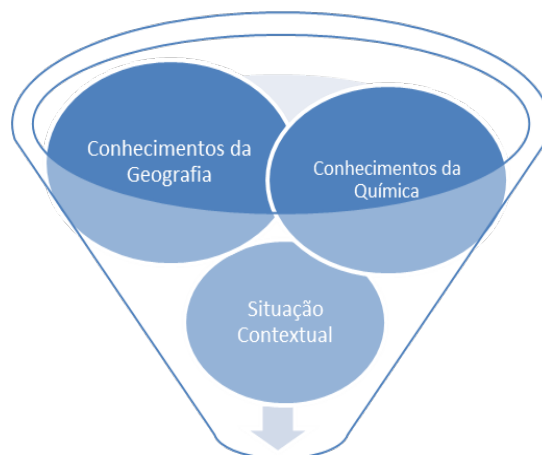 Conhecimentos da
Geografia
Conhecimentos da
Química
Situação
Contextual